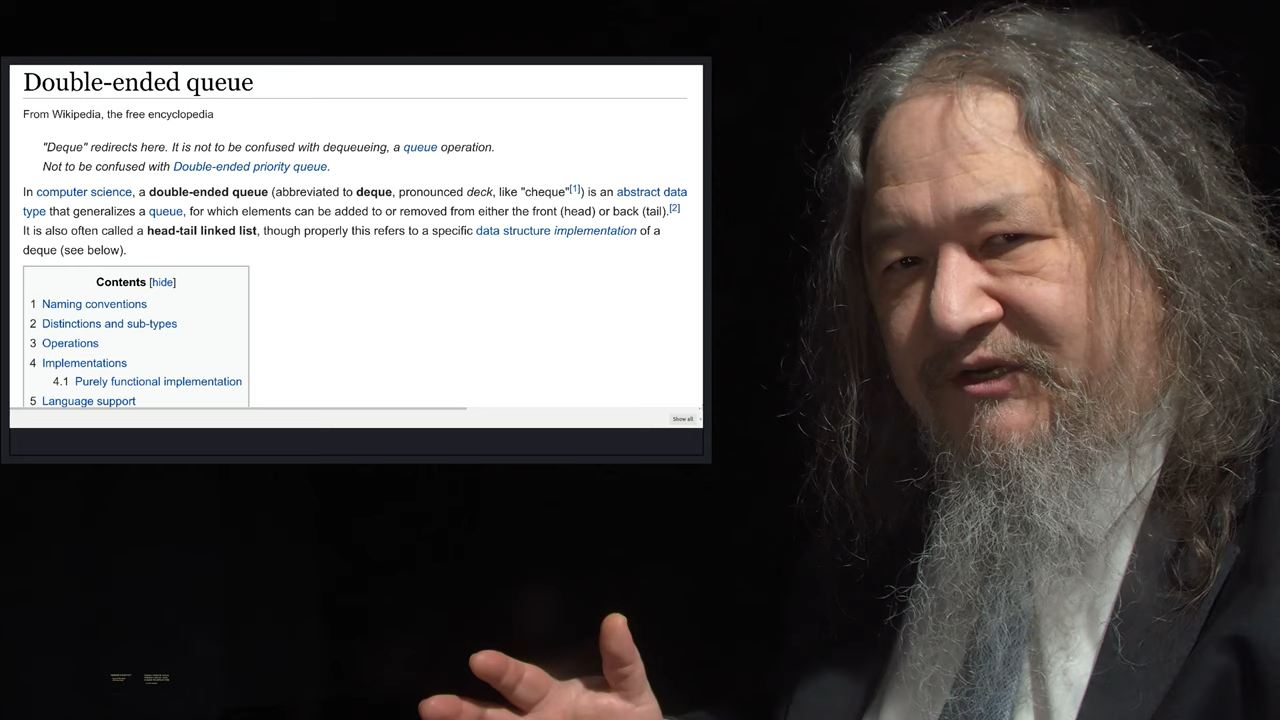 Double-ended queue
From Wikipedia, the free encyclopedia
"Deque" redirects here. It is not to be confused with dequeueing, a queue operation.
Not to be confused with Double-ended priority queue.
In computer science, a double-ended queue (abbreviated to deque, pronounced deck, like "cheque"[1]) is an abstract data
type that generalizes a queue, for which elements can be added to or removed from either the front (head) or back (tail).[2]
It is also often called a head-tail linked list, though properly this refers to a specific data structure implementation of a
deque (see below).
Contents [hide]
1 Naming conventions
2 Distinctions and sub-types
3 Operations
4 Implementations
4.1 Purely functional implementation
5 Language support
Show all